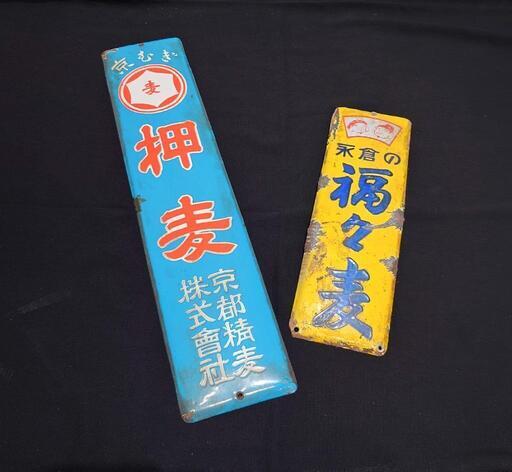 京むぎ
麦
押麦
京都精麦
株式會社
永倉の
福々麦